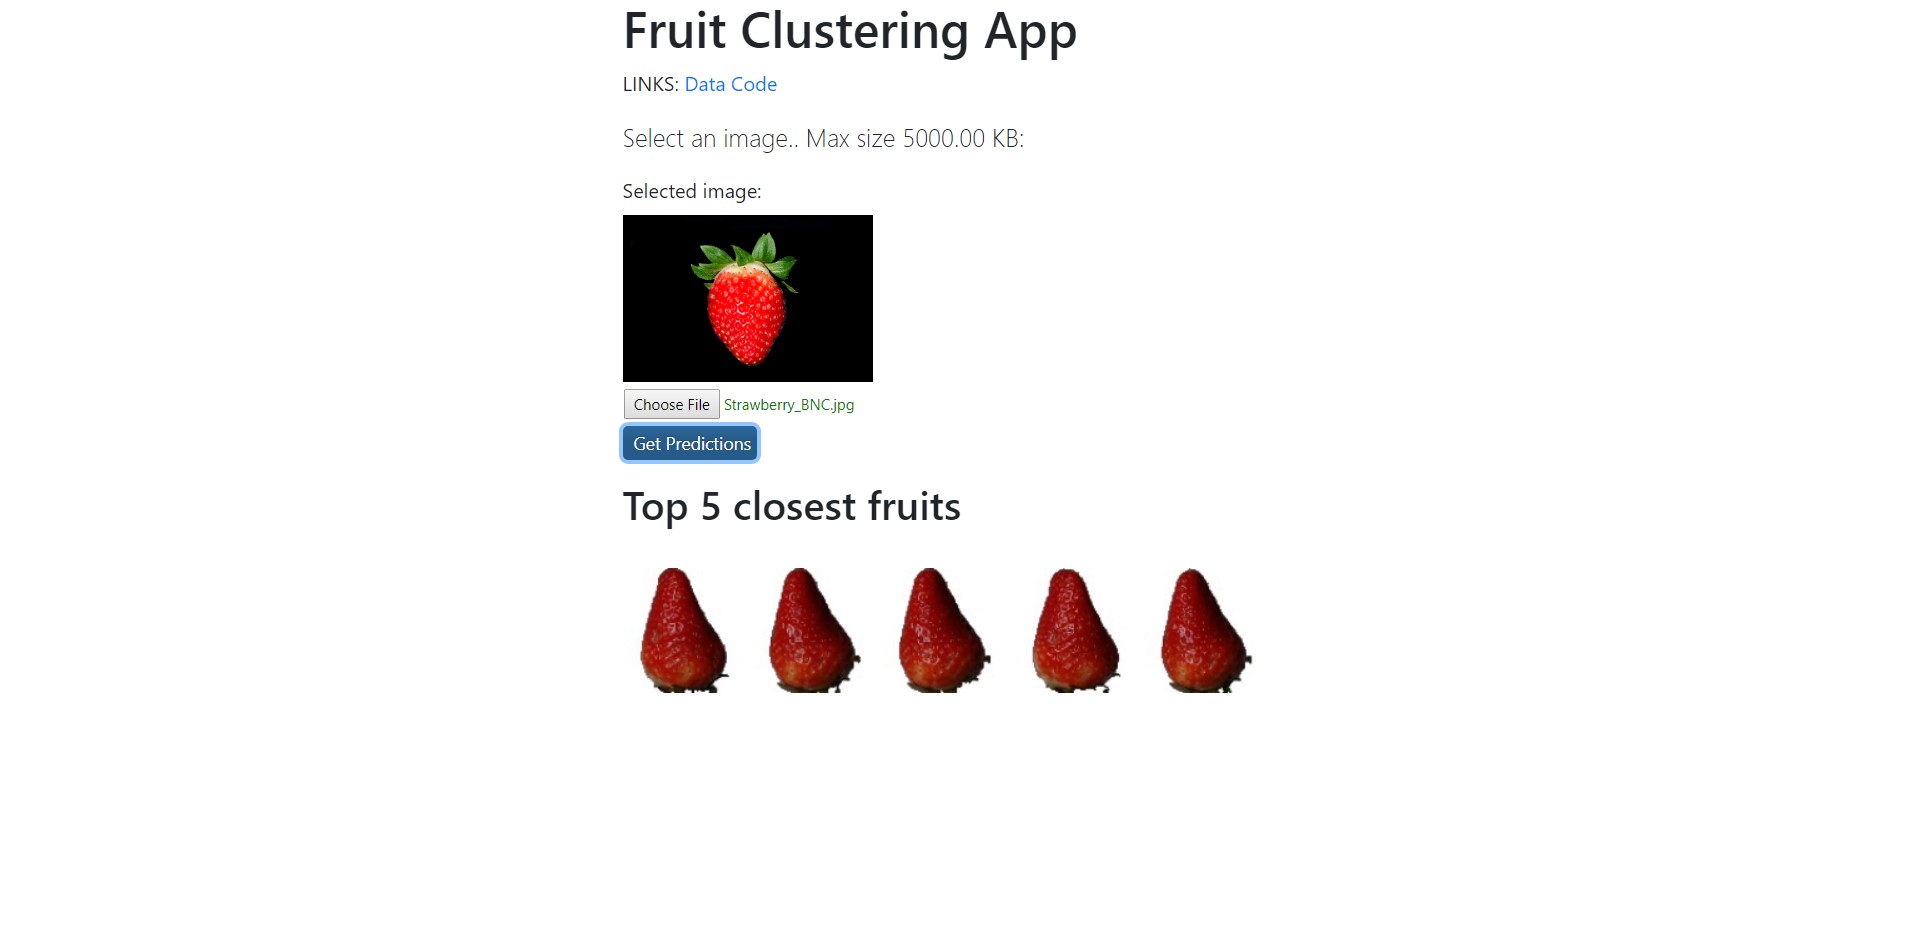 Fruit Clustering App
LINKS: Data Code
Select an image.. Max size 5000.00 KB:
Selected image:
Choose File Strawberry_BNC.jpg
Get Predictions
Top 5 closest fruits